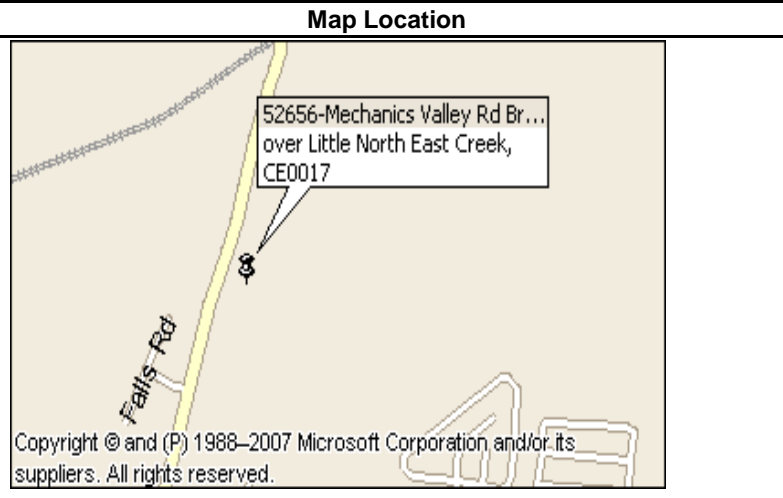 Map Location
52656-Mechanics Valley Rd Br...
over Little North East Creek,
CE0017
Falls Rd
Copyright © and (P) 1988–2007 Microsoft Corporation and/or its
suppliers. All rights reserved.